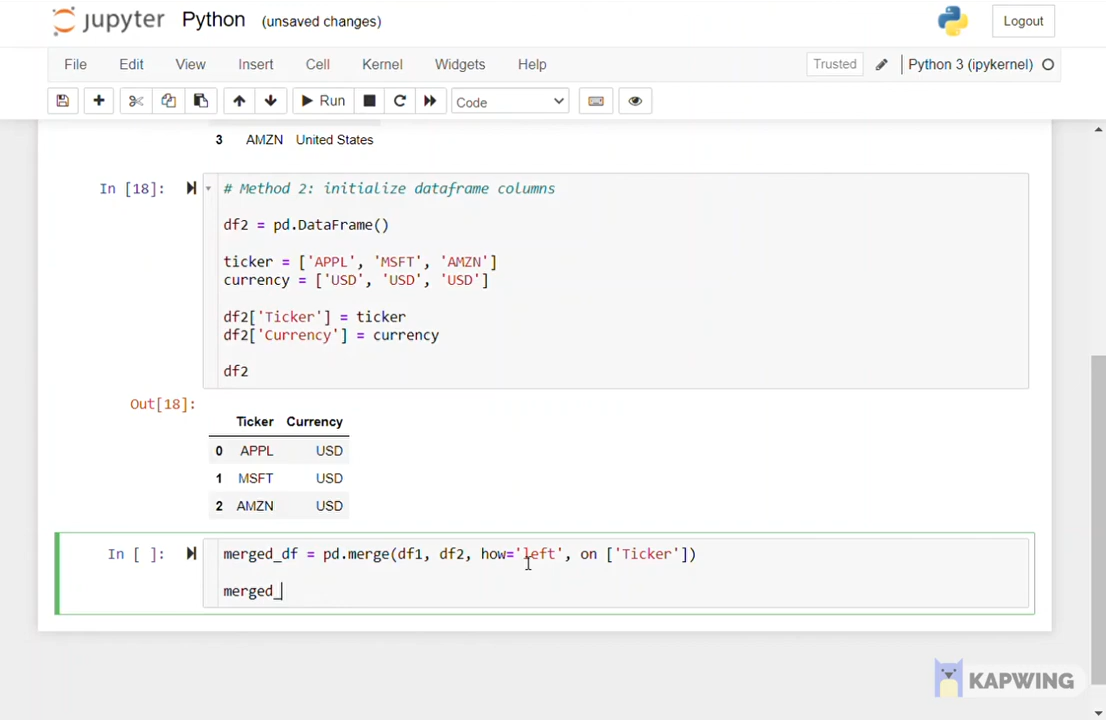 jupyter Python (unsaved changes) Logout
File Edit View Insert Cell Kernel Widgets Help Trusted Python 3 (ipykernel)
Run Code
3 AMZN United States
In [18]: # Method 2: initialize dataframe columns
df2 = pd.DataFrame()
ticker = ['APPL', 'MSFT', 'AMZN']
currency = ['USD', 'USD', 'USD']
df2['Ticker'] = ticker
df2['Currency'] = currency
df2
Out[18]:
Ticker Currency
0 APPL USD
1 MSFT USD
2 AMZN USD
In [ ]: merged_df = pd.merge(df1, df2, how='left', on ['Ticker'])
merged_
KAPWING